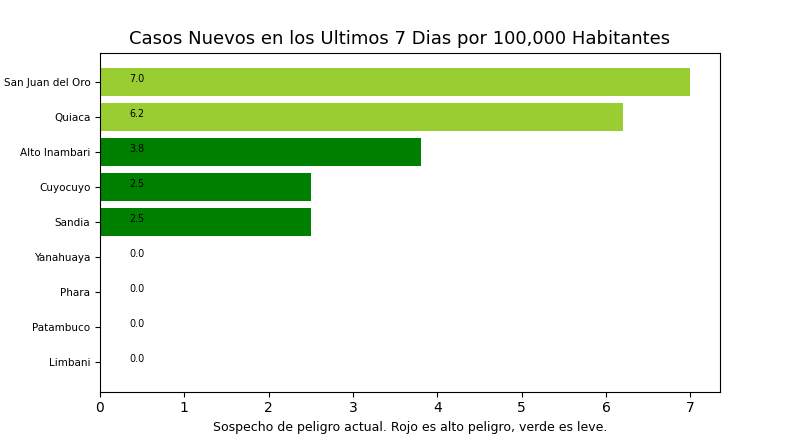 Casos Nuevos en los Ultimos 7 Dias por 100,000 Habitantes
San Juan del Oro 7.0
Quiaca 6.2
Alto Inambari 3.8
Cuyocuyo 2.5
Sandia 2.5
Yanahuaya 0.0
Phara 0.0
Patambuco 0.0
Limbani 0.0
0 1 2 3 4 5 6 7
Sospecho de peligro actual. Rojo es alto peligro, verde es leve.